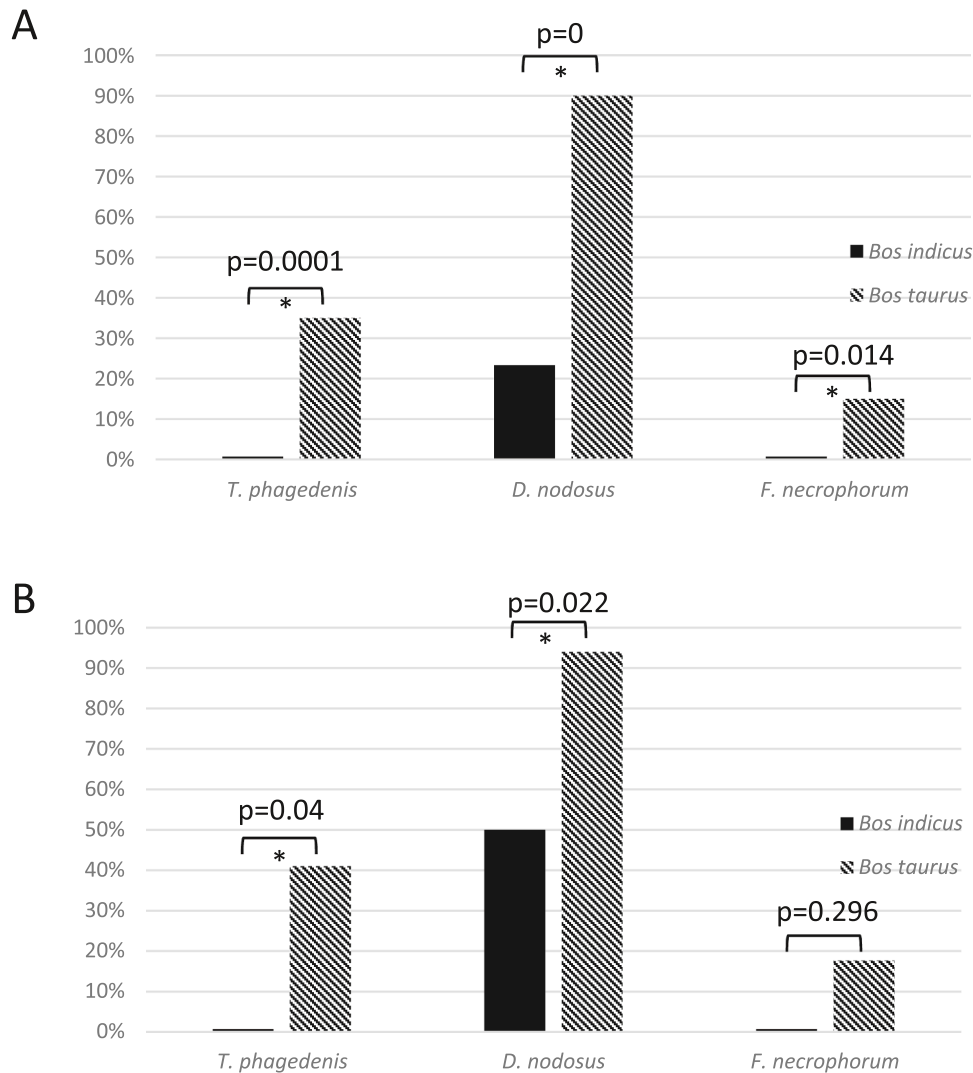 A
p=0
*
100%
90%
80%
70%
60%
50%
40%
30%
20%
10%
0%
p=0.0001
*
p=0.014
*
Bos indicus
Bos taurus
T. phagedenis
D. nodosus
F. necrophorum
B
p=0.022
*
100%
90%
80%
70%
60%
50%
40%
30%
20%
10%
0%
p=0.04
*
p=0.296
Bos indicus
Bos taurus
T. phagedenis
D. nodosus
F. necrophorum